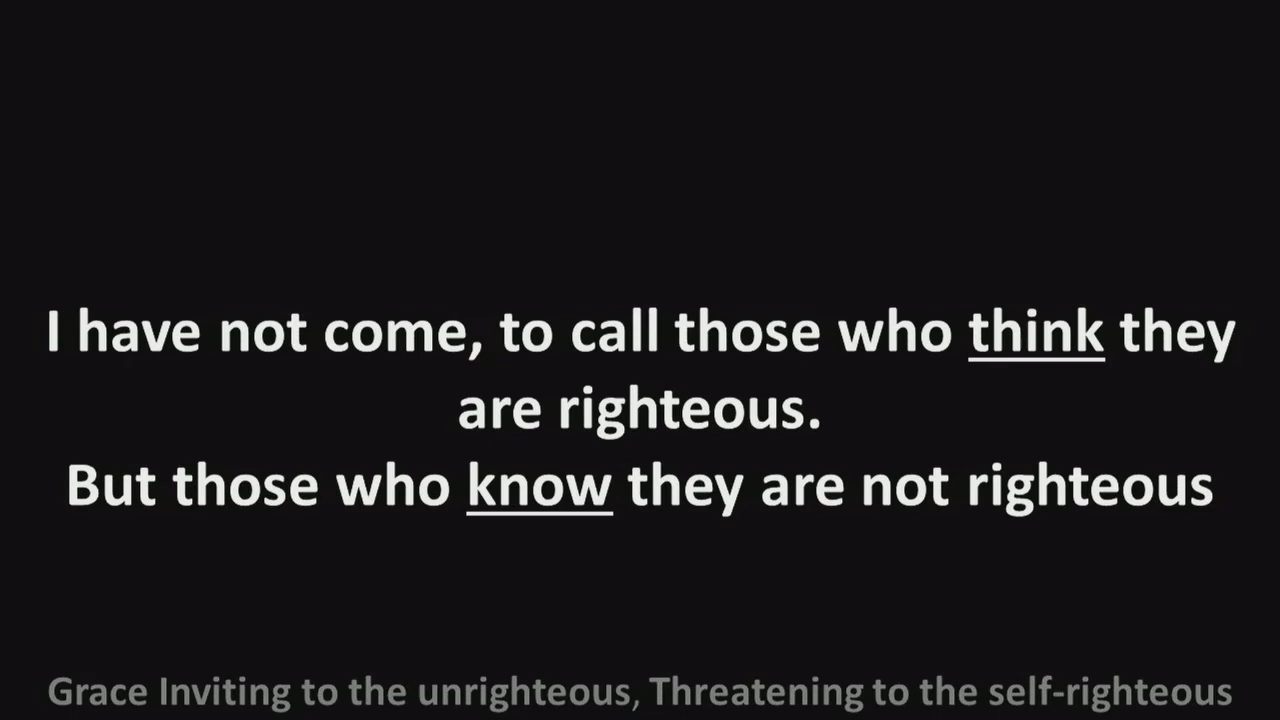 I have not come, to call those who think they
are righteous.
But those who know they are not righteous
Grace Inviting to the unrighteous, Threatening to the self-righteous